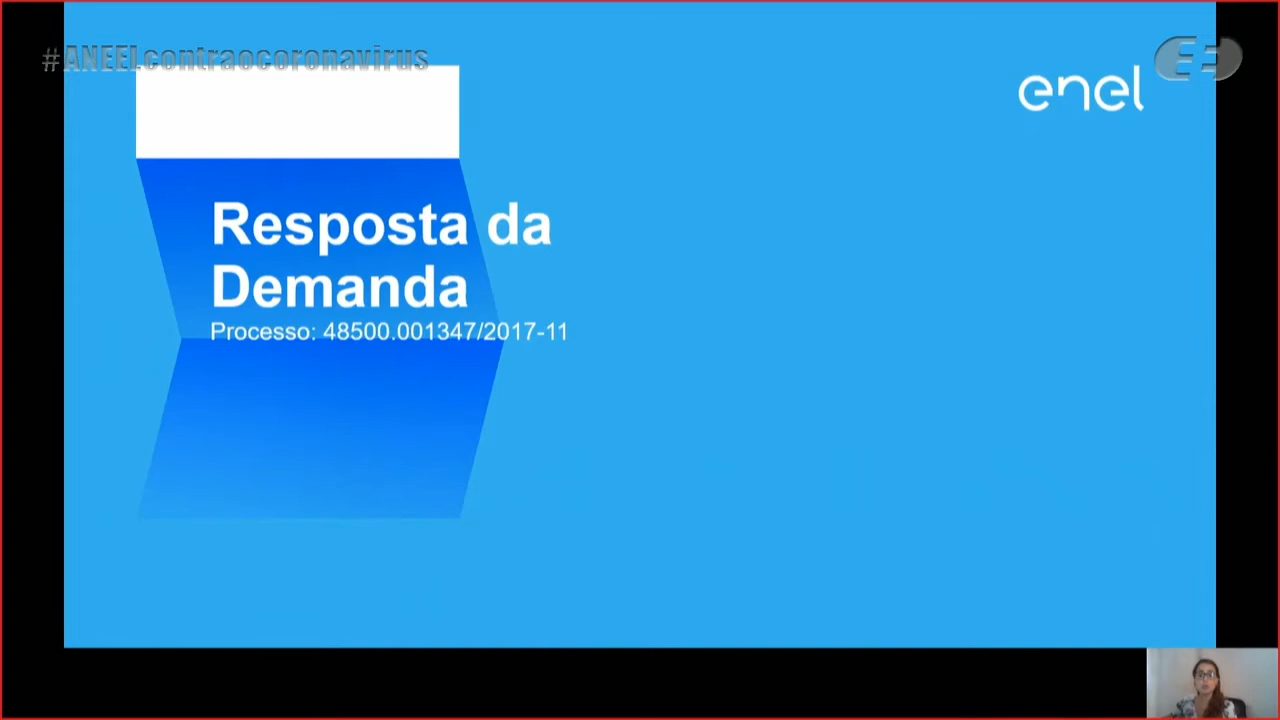 #ANEELcontraocoronavirus
enel
Resposta da
Demanda
Processo: 48500.001347/2017-11